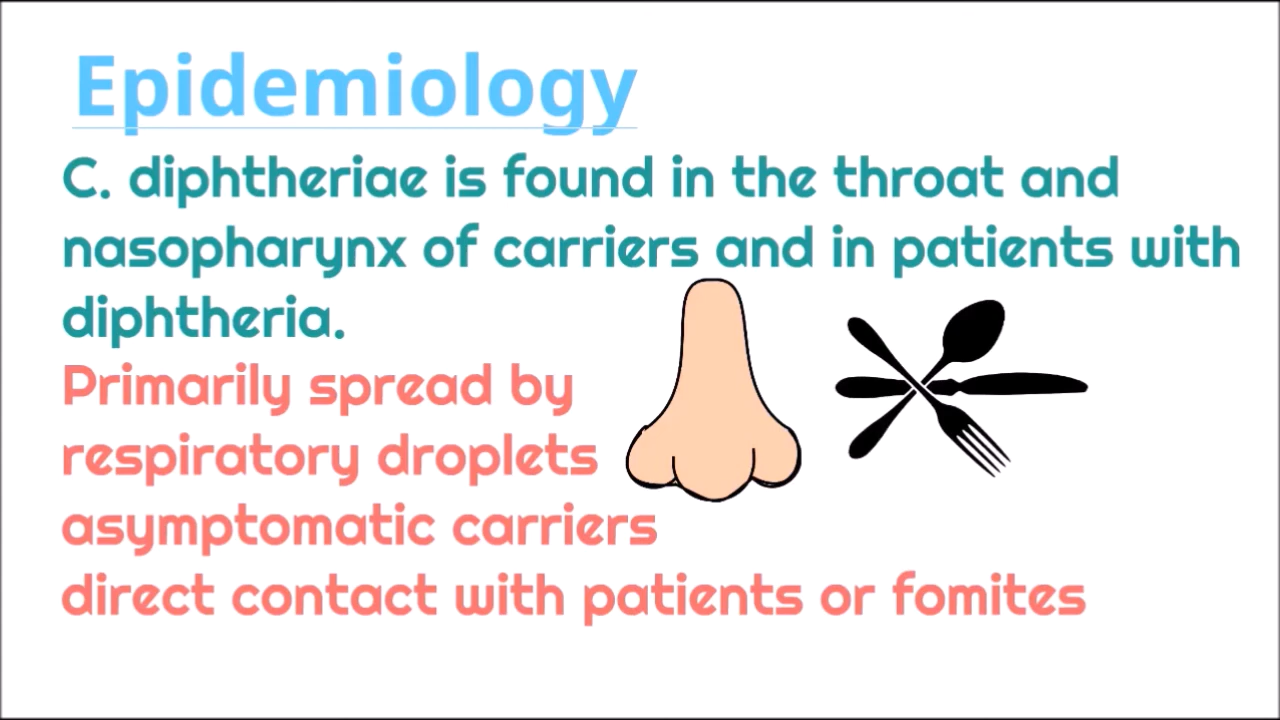 Epidemiology
C. diphtheriae is found in the throat and
nasopharynx of carriers and in patients with
diphtheria.
Primarily spread by
respiratory droplets
asymptomatic carriers
direct contact with patients or fomites